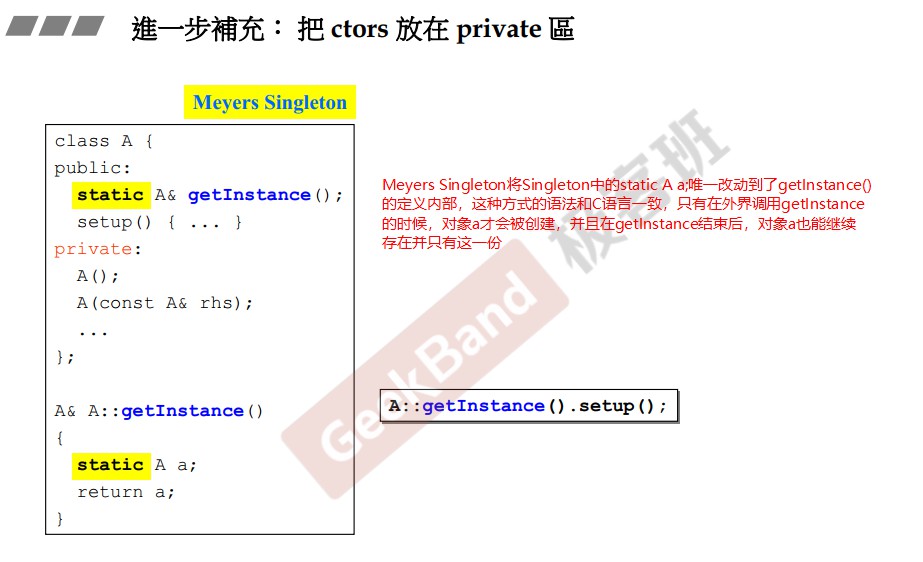 進一步補充： 把 ctors 放在 private 區
Meyers Singleton
class A {
public:
static A& getInstance();
setup() { ... }
private:
A();
A(const A& rhs);
...
};
A& A::getInstance()
{
static A a;
return a;
}
Meyers Singleton将Singleton中的static A a;唯一改动到了getInstance()
的定义内部，这种方式的语法和C语言一致，只有在外界调用getInstance
的时候，对象a才会被创建，并且在getInstance结束后，对象a也能继续
存在并只有这一份
A::getInstance().setup();
GeekBand
极客班